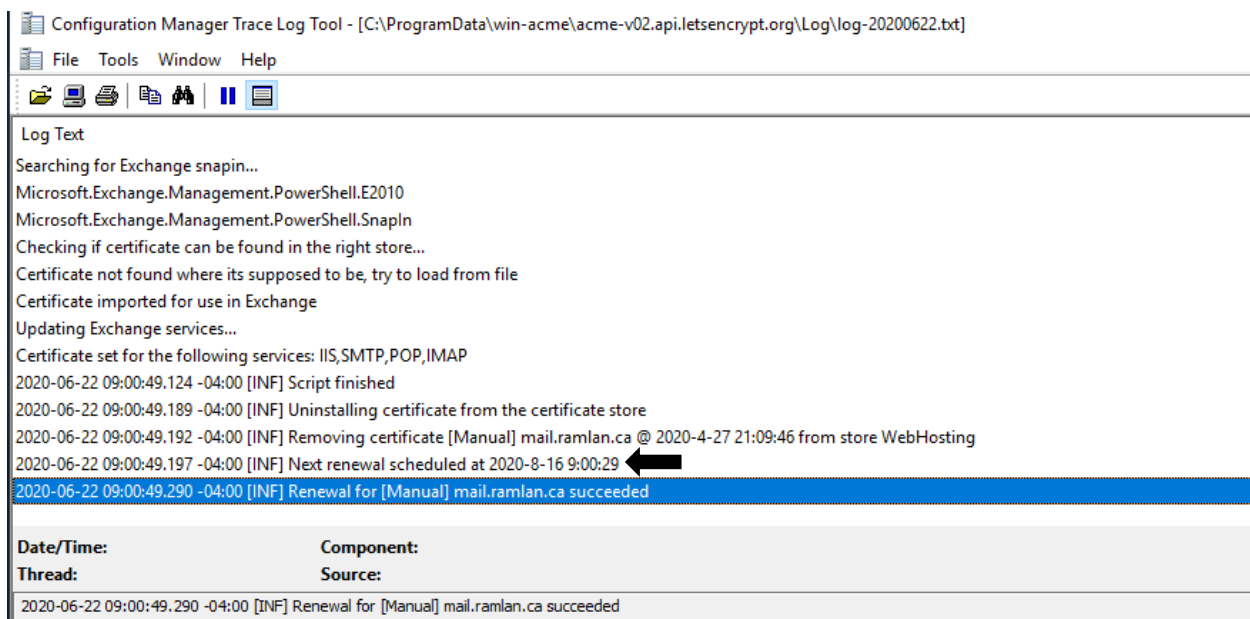 Configuration Manager Trace Log Tool - [C:\ProgramData\win-acme\acme-v02.api.letsencrypt.org\Log\log-20200622.txt]
File Tools Window Help
Log Text
Searching for Exchange snapin...
Microsoft.Exchange.Management.PowerShell.E2010
Microsoft.Exchange.Management.PowerShell.SnapIn
Checking if certificate can be found in the right store...
Certificate not found where its supposed to be, try to load from file
Certificate imported for use in Exchange
Updating Exchange services...
Certificate set for the following services: IIS,SMTP,POP,IMAP
2020-06-22 09:00:49.124 -04:00 [INF] Script finished
2020-06-22 09:00:49.189 -04:00 [INF] Uninstalling certificate from the certificate store
2020-06-22 09:00:49.192 -04:00 [INF] Removing certificate [Manual] mail.ramlan.ca @ 2020-4-27 21:09:46 from store WebHosting
2020-06-22 09:00:49.197 -04:00 [INF] Next renewal scheduled at 2020-8-16 9:00:29
2020-06-22 09:00:49.290 -04:00 [INF] Renewal for [Manual] mail.ramlan.ca succeeded
Date/Time: Component:
Thread: Source:
2020-06-22 09:00:49.290 -04:00 [INF] Renewal for [Manual] mail.ramlan.ca succeeded